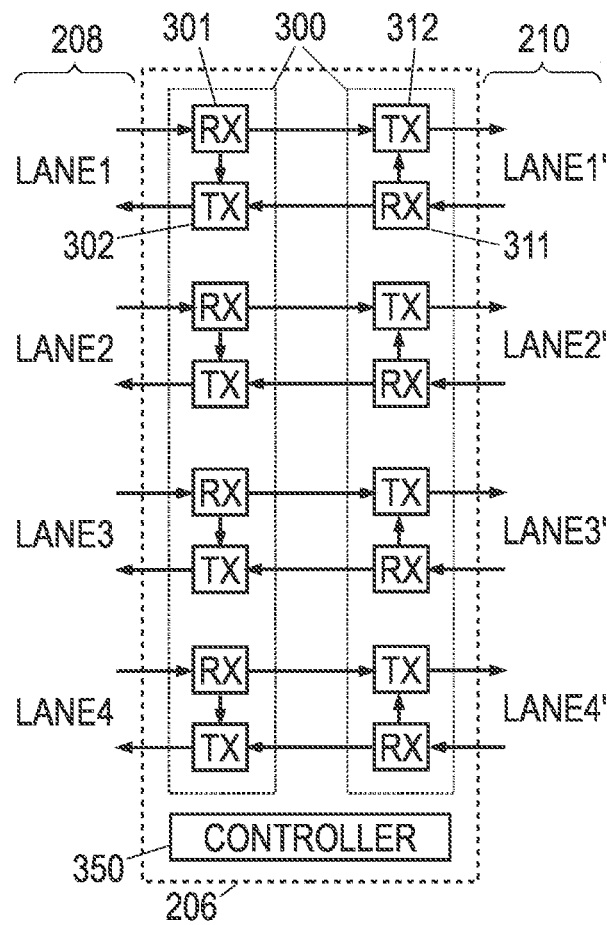 301 300 312
208 210
RX TX
LANE1 LANE1'
TX RX
302 311
RX TX
LANE2 LANE2'
TX RX
RX TX
LANE3 LANE3'
TX RX
RX TX
LANE4 LANE4'
TX RX
CONTROLLER
350
206